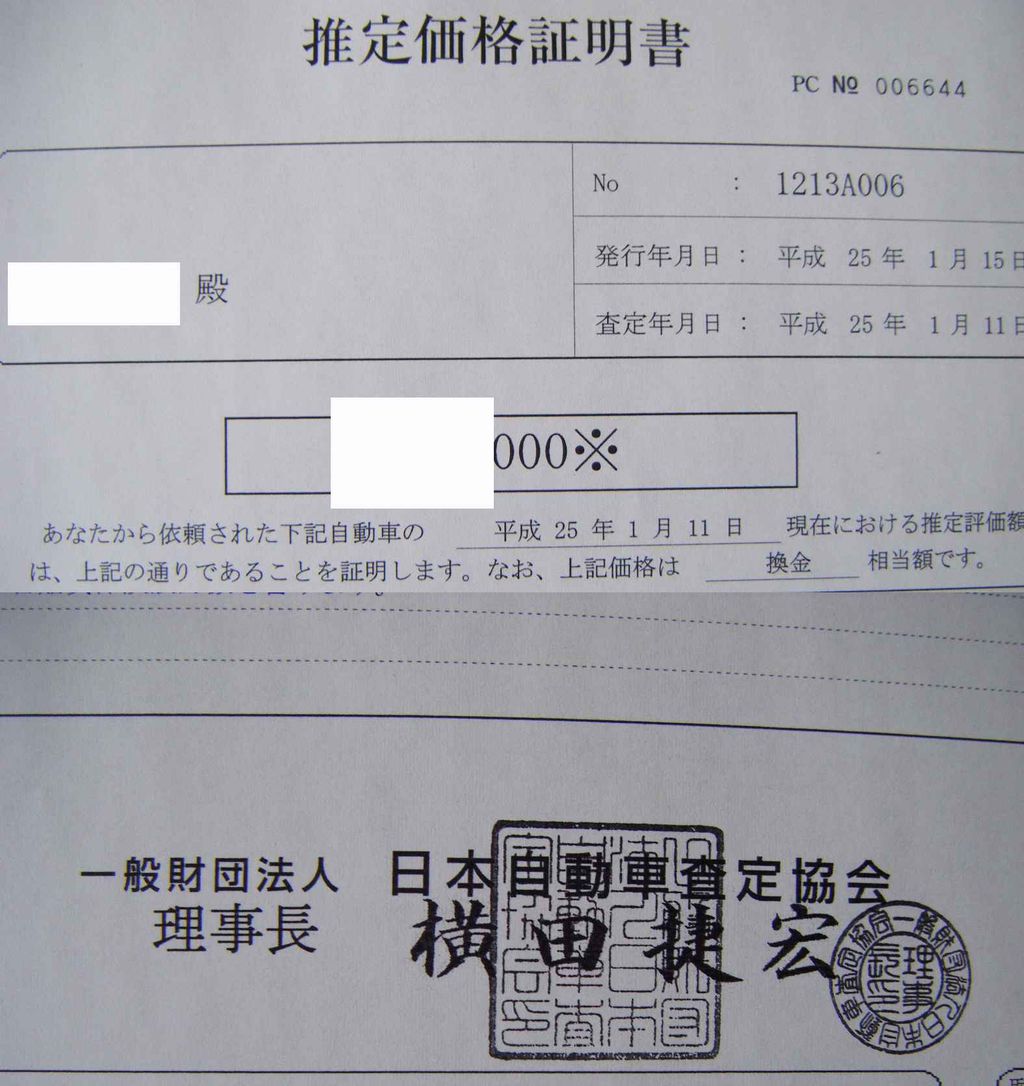 推定価格証明書
PC № 006644
No : 1213A006
発行年月日 : 平成 25 年 1 月 15日
殿
査定年月日 : 平成 25 年 1 月 11日
000※
あなたから依頼された下記自動車の 平成 25 年 1 月 11 日 現在における推定評価額
は、上記の通りであることを証明します。なお、上記価格は 換金 相当額です。
一般財団法人 日本自動車査定協会
理事長 横田捷宏